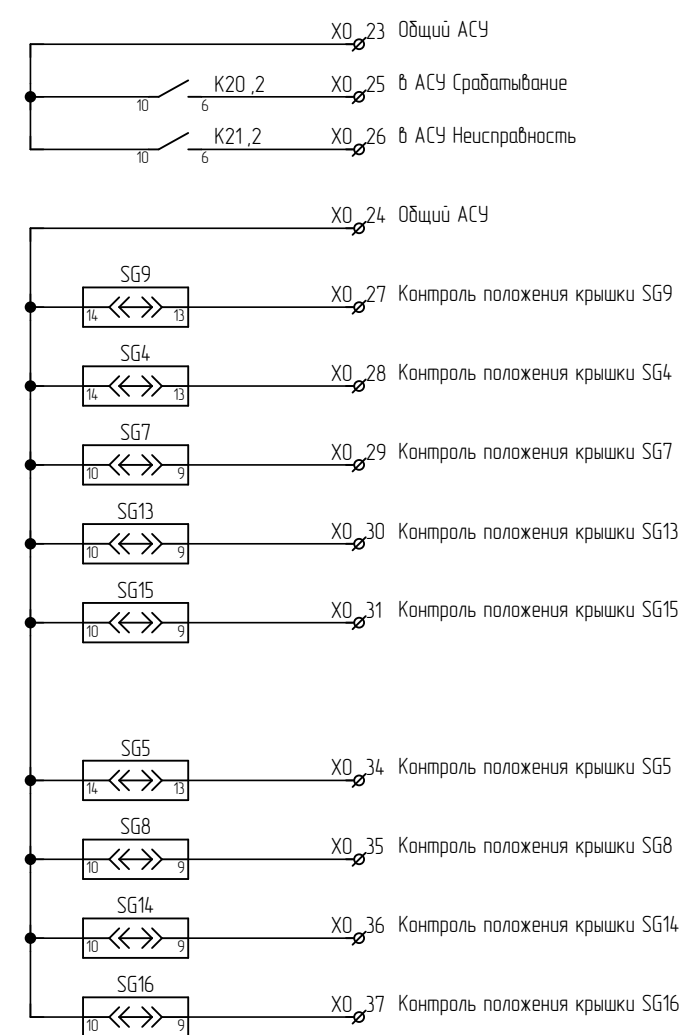 X0 23 Общий АСУ
K20,2 X0 25 в АСУ Срабатывание
10 6
K21,2 X0 26 в АСУ Неисправность
10 6
X0 24 Общий АСУ
SG9
X0 27 Контроль положения крышки SG9
14 13
SG4
X0 28 Контроль положения крышки SG4
14 13
SG7
X0 29 Контроль положения крышки SG7
10 9
SG13
X0 30 Контроль положения крышки SG13
10 9
SG15
X0 31 Контроль положения крышки SG15
10 9
SG5
X0 34 Контроль положения крышки SG5
14 13
SG8
X0 35 Контроль положения крышки SG8
10 9
SG14
X0 36 Контроль положения крышки SG14
10 9
SG16
X0 37 Контроль положения крышки SG16
10 9